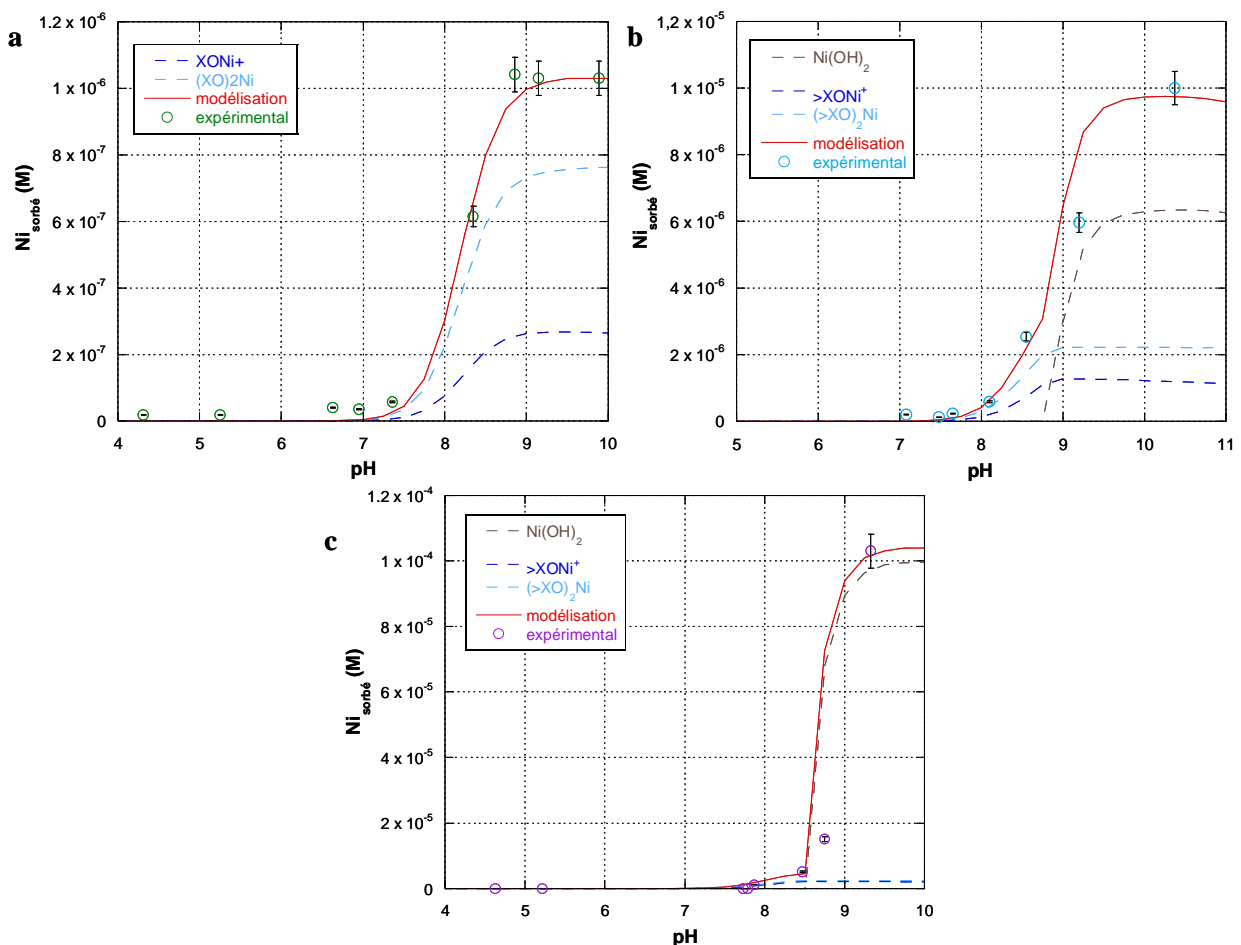 a
1.2 x 10-6
1 x 10-6
8 x 10-7
6 x 10-7
4 x 10-7
2 x 10-7
0
Ni sorbé (M)
XONi+
(XO)2Ni
modélisation
expérimental
4 5 6 7 8 9 10
pH
b
1,2 x 10-5
1 x 10-5
8 x 10-6
6 x 10-6
4 x 10-6
2 x 10-6
0
Ni sorbé (M)
Ni(OH)2
>XONi+
(>XO)2Ni
modélisation
expérimental
5 6 7 8 9 10 11
pH
c
1.2 x 10-4
1 x 10-4
8 x 10-5
6 x 10-5
4 x 10-5
2 x 10-5
0
Ni sorbé (M)
Ni(OH)2
>XONi+
(>XO)2Ni
modélisation
expérimental
4 5 6 7 8 9 10
pH